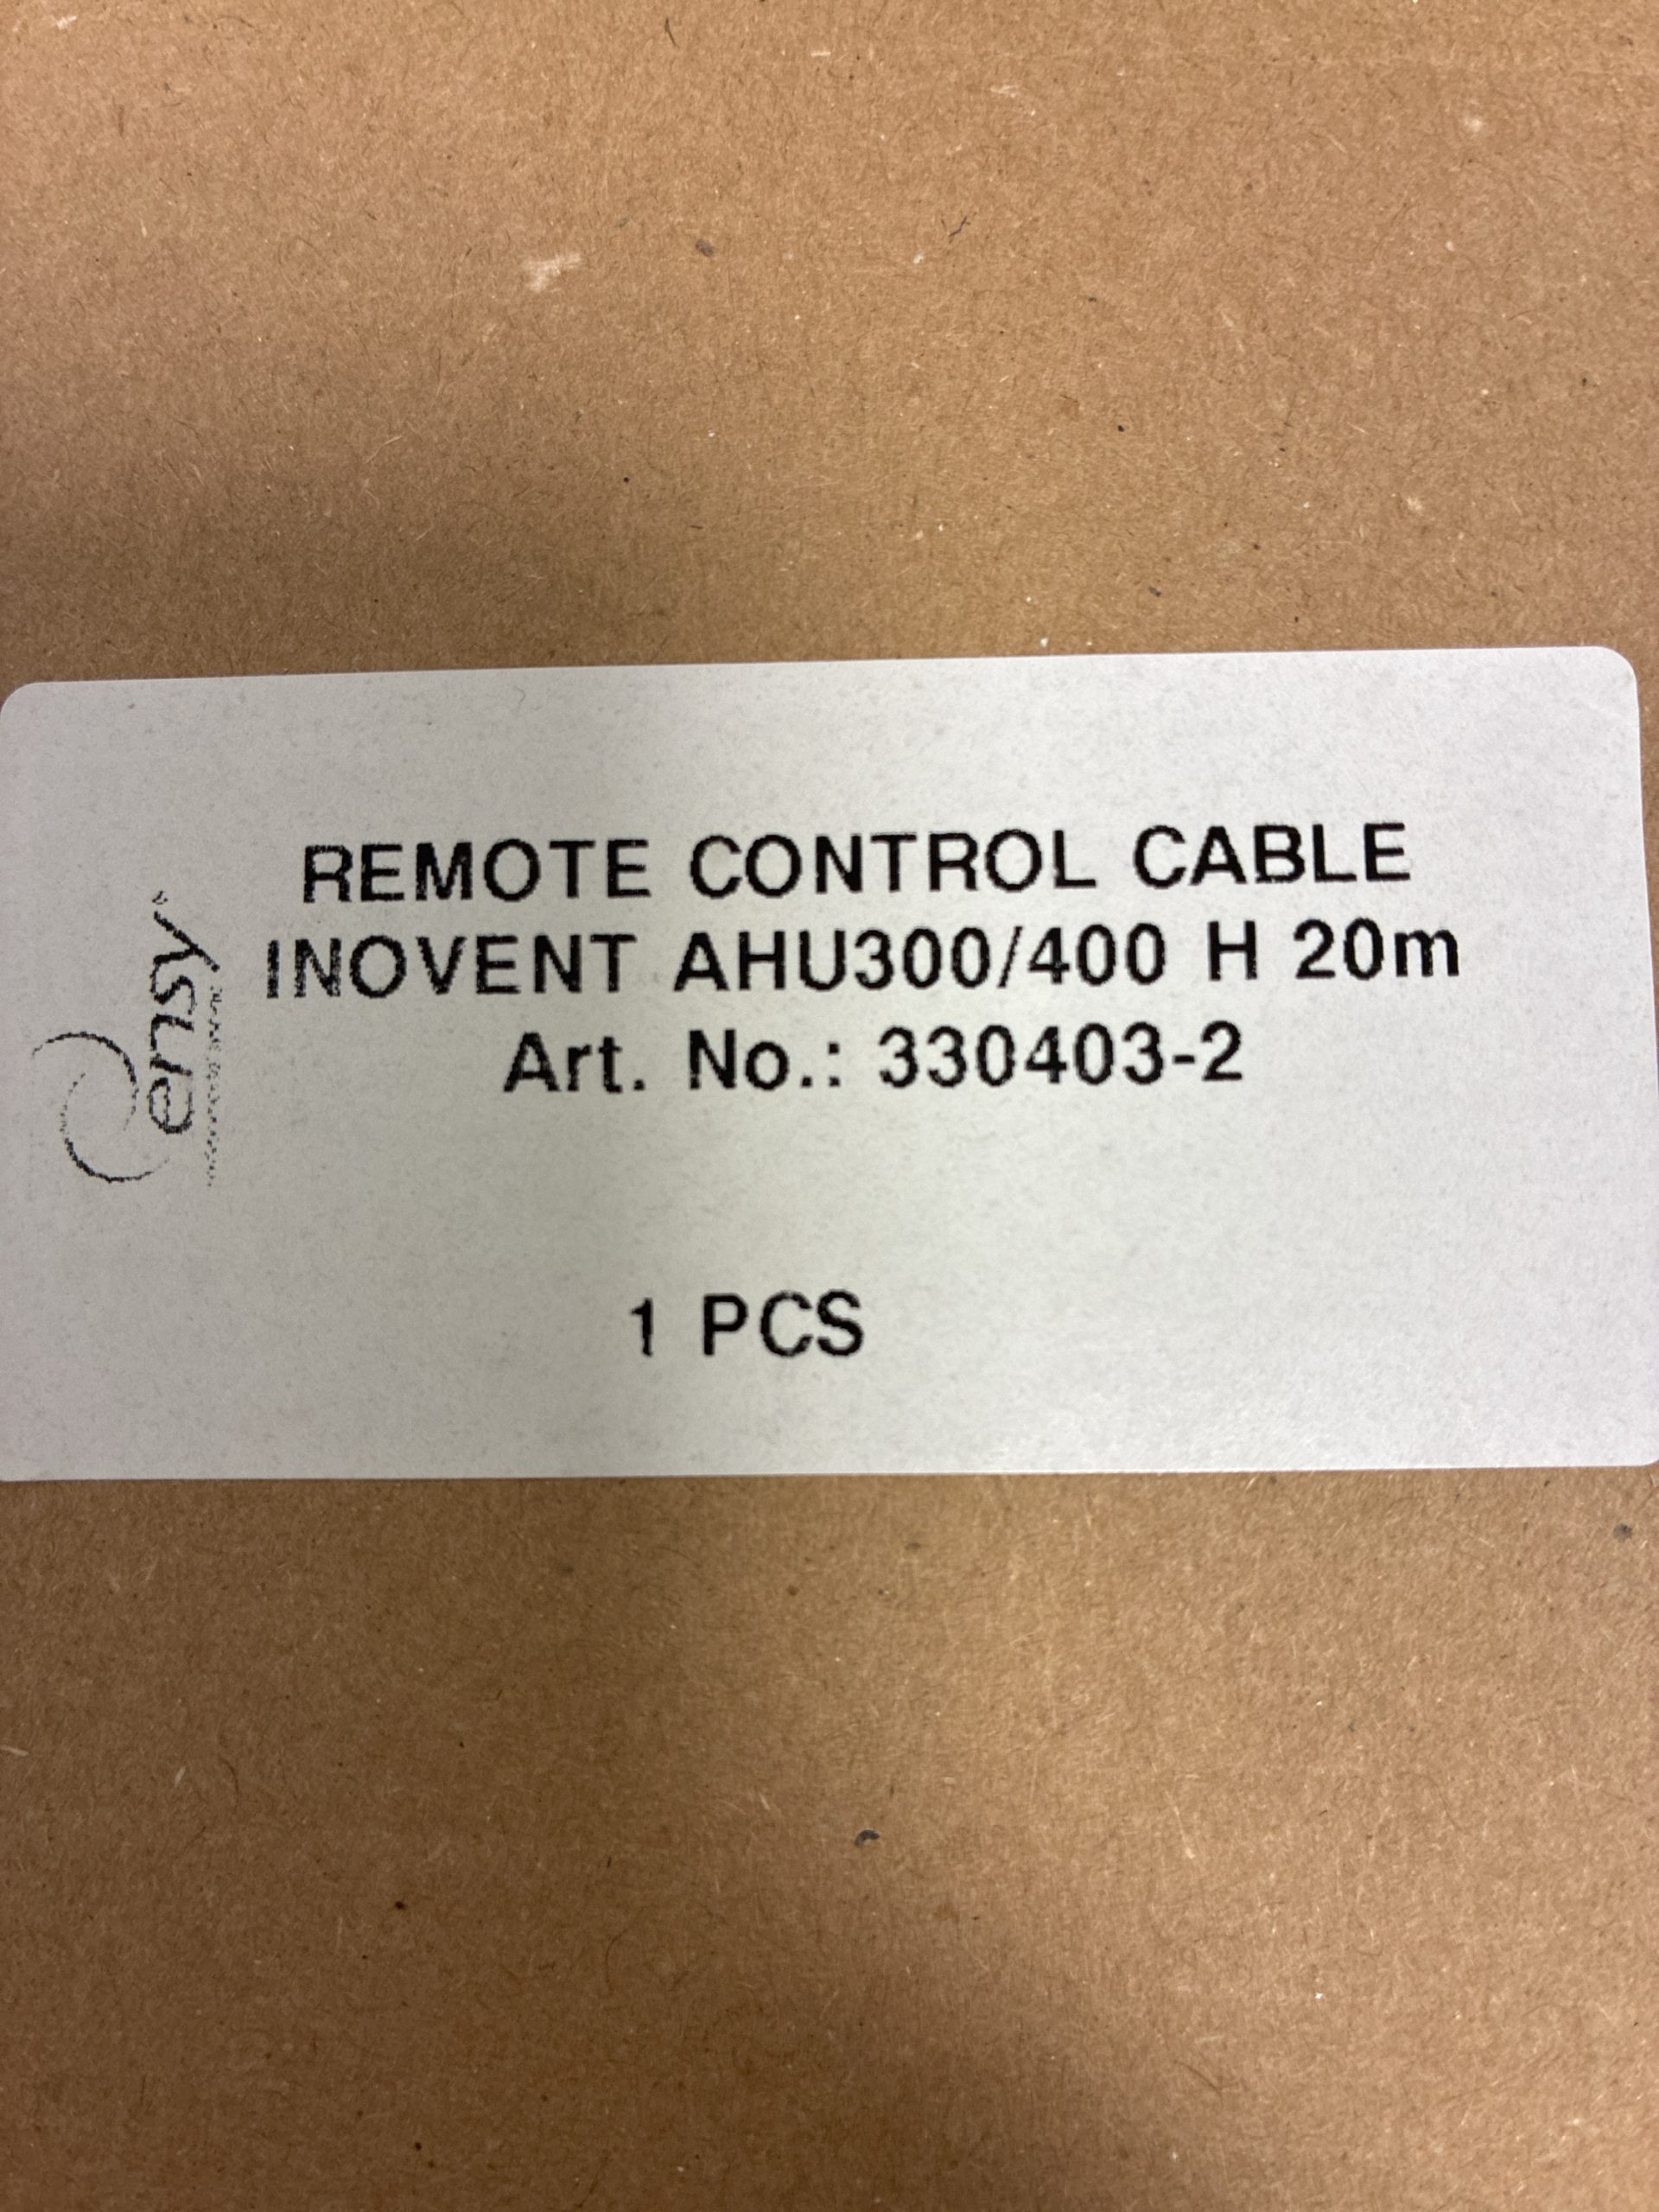 ensy
REMOTE CONTROL CABLE
INOVENT AHU300/400 H 20m
Art. No.: 330403-2
1 PCS